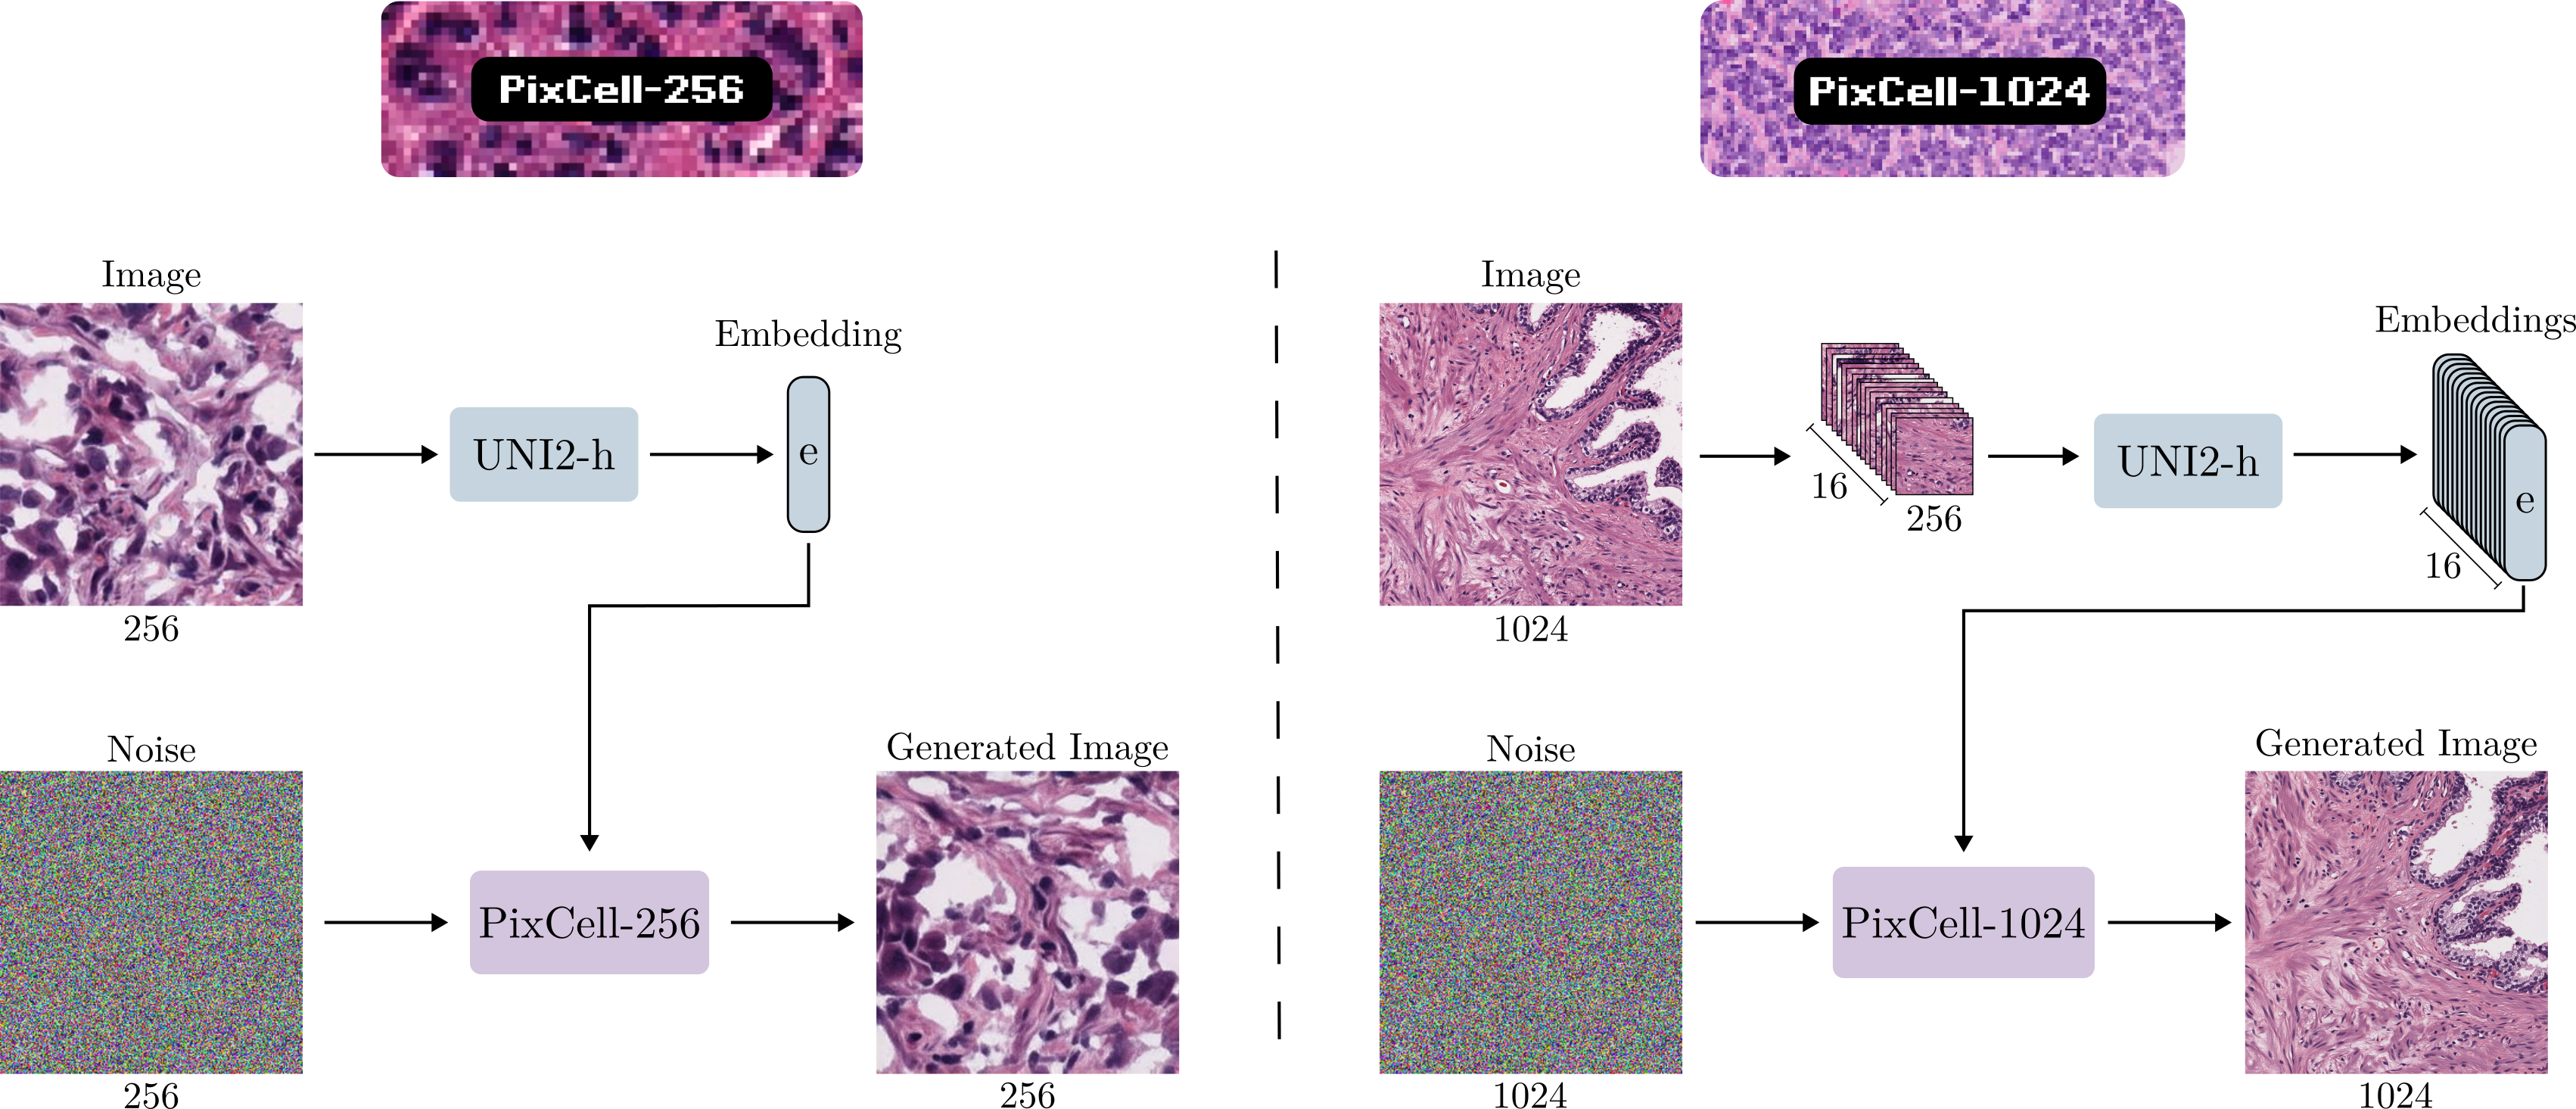 PixCell-256
PixCell-1024
Image
256
UNI2-h
Embedding
e
Noise
256
PixCell-256
Generated Image
256
Image
1024
16
256
UNI2-h
Embeddings
e
16
Noise
1024
PixCell-1024
Generated Image
1024